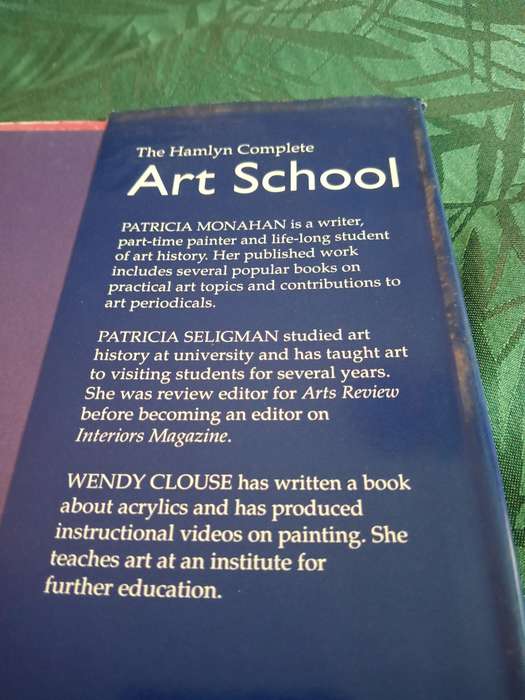 The Hamlyn Complete
Art School
PATRICIA MONAHAN is a writer,
part-time painter and life-long student
of art history. Her published work
includes several popular books on
practical art topics and contributions to
art periodicals.
PATRICIA SELIGMAN studied art
history at university and has taught art
to visiting students for several years.
She was review editor for Arts Review
before becoming an editor on
Interiors Magazine.
WENDY CLOUSE has written a book
about acrylics and has produced
instructional videos on painting. She
teaches art at an institute for
further education.